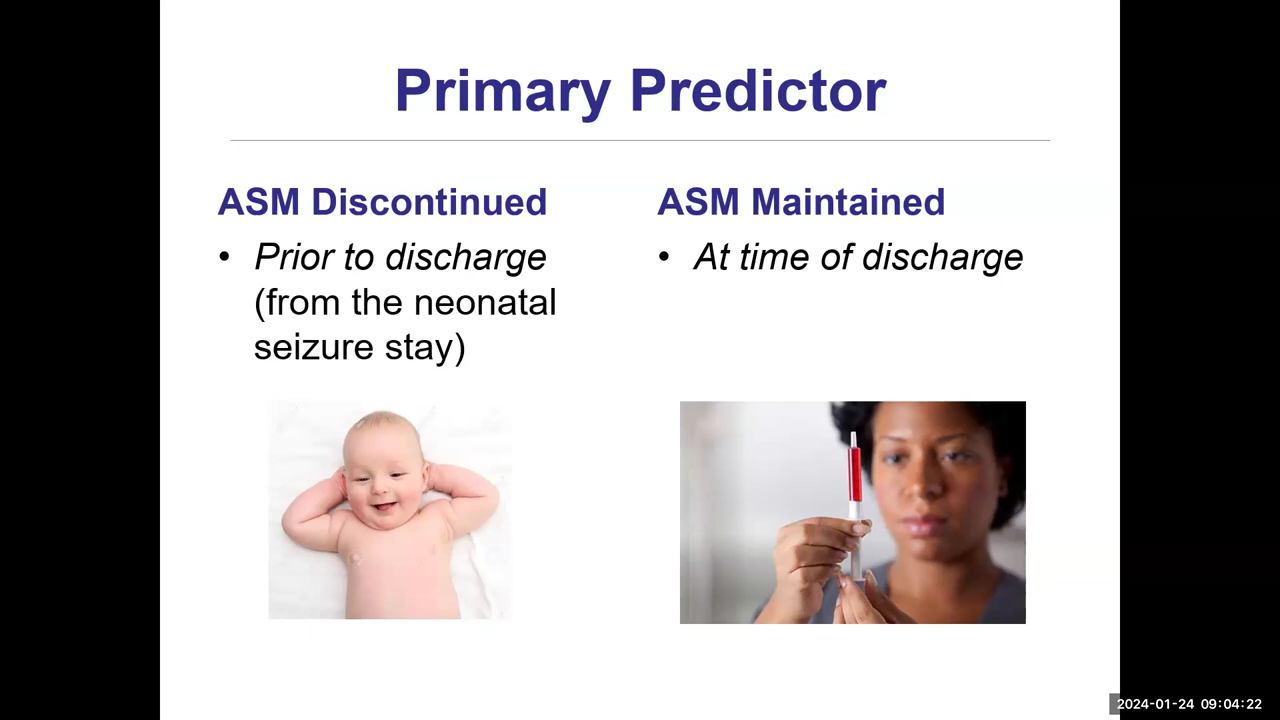 Primary Predictor
ASM Discontinued
• Prior to discharge
(from the neonatal
seizure stay)
ASM Maintained
• At time of discharge
2024-01-24 09:04:22